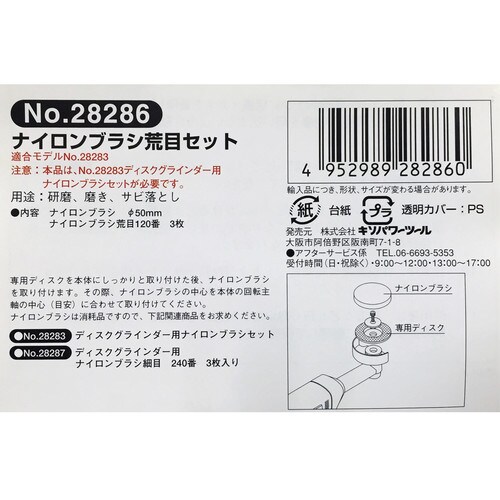 No.28286
ナイロンブラシ荒目セット
適合モデルNo.28283
注意：本品は、No.28283ディスクグラインダー用
ナイロンブラシセットが必要です。
用途：研磨、磨き、サビ落とし
●内容 ナイロンブラシ φ50mm
ナイロンブラシ荒目120番 3枚
専用ディスクを本体にしっかりと取り付けた後、ナイロンブラシ
を取り付けます。その際、ナイロンブラシの中心を本体の回転主
軸の中心（目安）に合わせて取り付けてください。
ナイロンブラシは消耗品ですので、下記関連商品をお求めください。
No.28283 ディスクグラインダー用ナイロンブラシセット
No.28287 ディスクグラインダー用
ナイロンブラシ細目 240番 3枚入り
4 952989 282860
輸入品につき、形状、サイズが変わる場合があります。
紙 台紙 プラ 透明カバー：PS
発売元 株式会社 キソパワーツール
大阪市阿倍野区阪南町7-1-8
●アフターサービス係 TEL.06-6693-5353
受付時間（日・祝除く）・9:00～12:00・13:00～17:00
ナイロンブラシ
専用ディスク